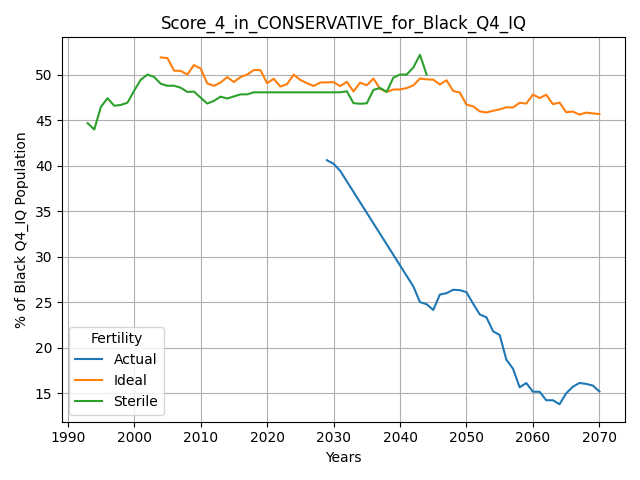 Score_4_in_CONSERVATIVE_for_Black_Q4_IQ
% of Black Q4_IQ Population
50
45
40
35
30
25
20
15
Fertility
Actual
Ideal
Sterile
1990 2000 2010 2020 2030 2040 2050 2060 2070
Years